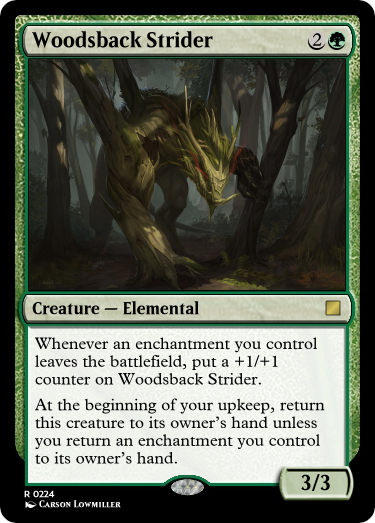 Woodsback Strider 2
Creature — Elemental
Whenever an enchantment you control
leaves the battlefield, put a +1/+1
counter on Woodsback Strider.
At the beginning of your upkeep, return
this creature to its owner's hand unless
you return an enchantment you control
to its owner's hand.
3/3
R 0224
Carson Lowmiller